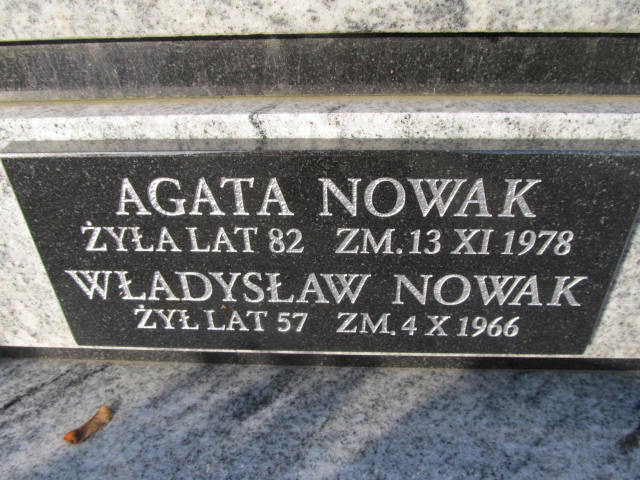 AGATA NOWAK
ŻYŁA LAT 82 ZM. 13 XI 1978
WŁADYSŁAW NOWAK
ŻYŁ LAT 57 ZM. 4 X 1966